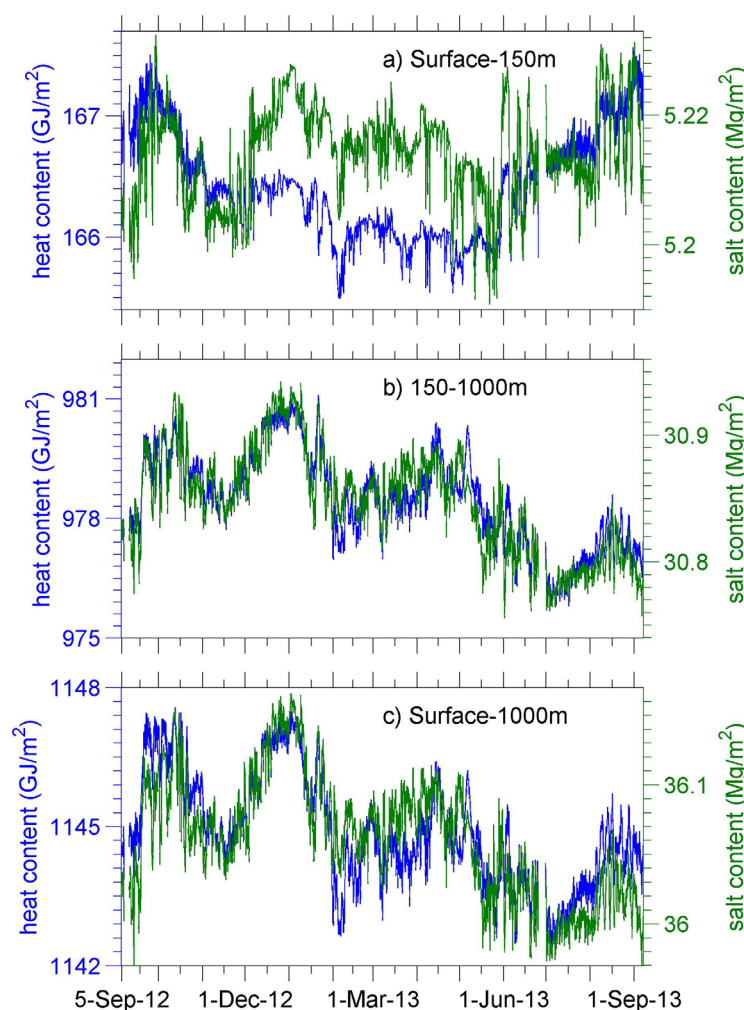 a) Surface-150m
heat content (GJ/m²)
167
166
5.22
5.2
salt content (Mg/m²)
b) 150-1000m
heat content (GJ/m²)
981
978
975
30.9
30.8
salt content (Mg/m²)
c) Surface-1000m
heat content (GJ/m²)
1148
1145
1142
36.1
36
salt content (Mg/m²)
5-Sep-12 1-Dec-12 1-Mar-13 1-Jun-13 1-Sep-13